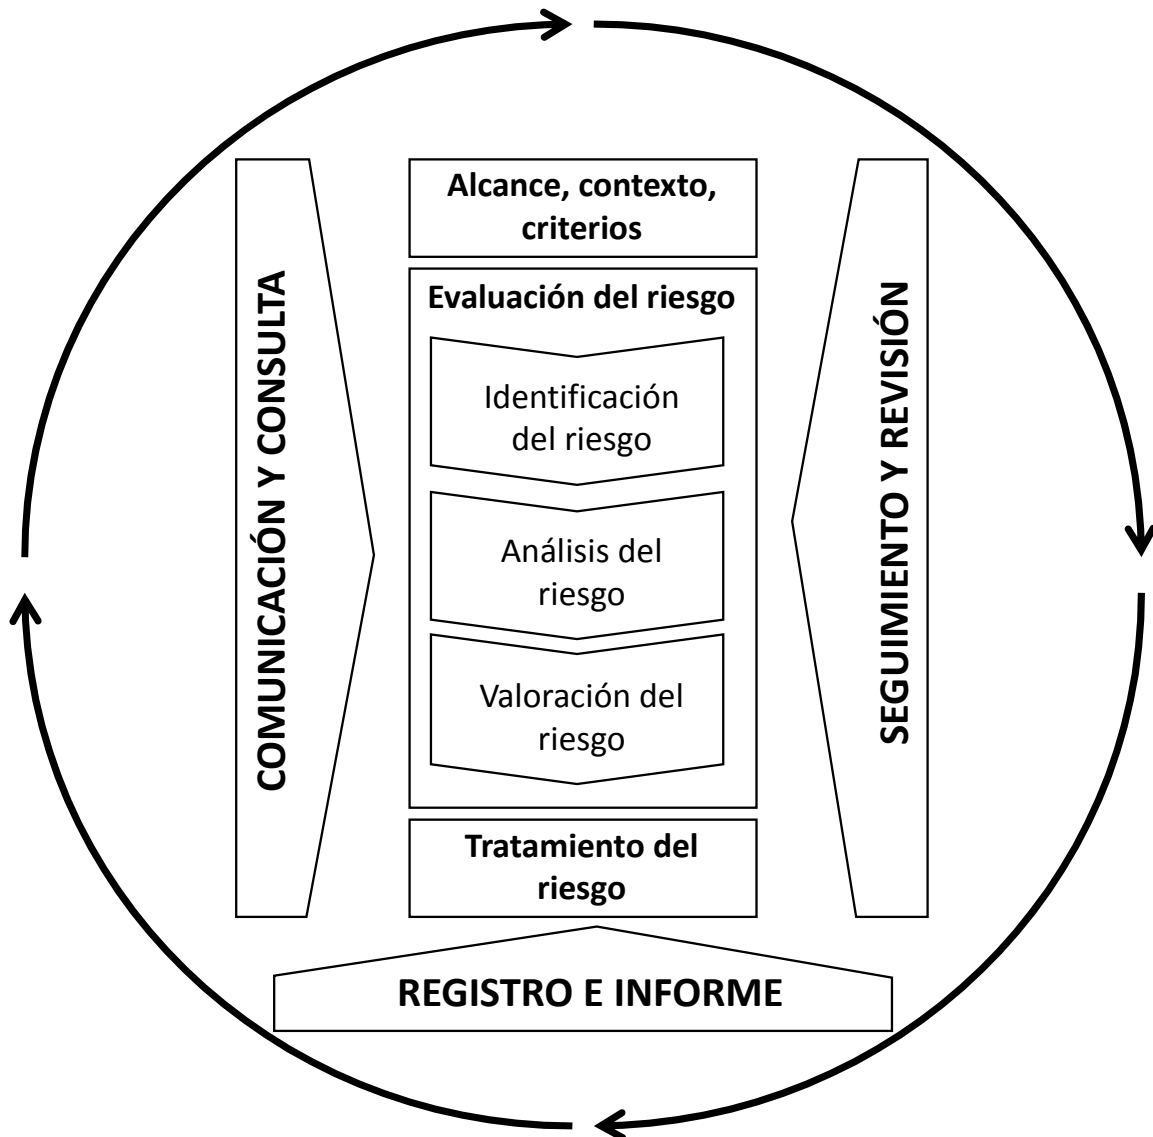 Alcance, contexto,
criterios
Evaluación del riesgo
Identificación
del riesgo
Análisis del
riesgo
Valoración del
riesgo
Tratamiento del
riesgo
COMUNICACIÓN Y CONSULTA
SEGUIMIENTO Y REVISIÓN
REGISTRO E INFORME